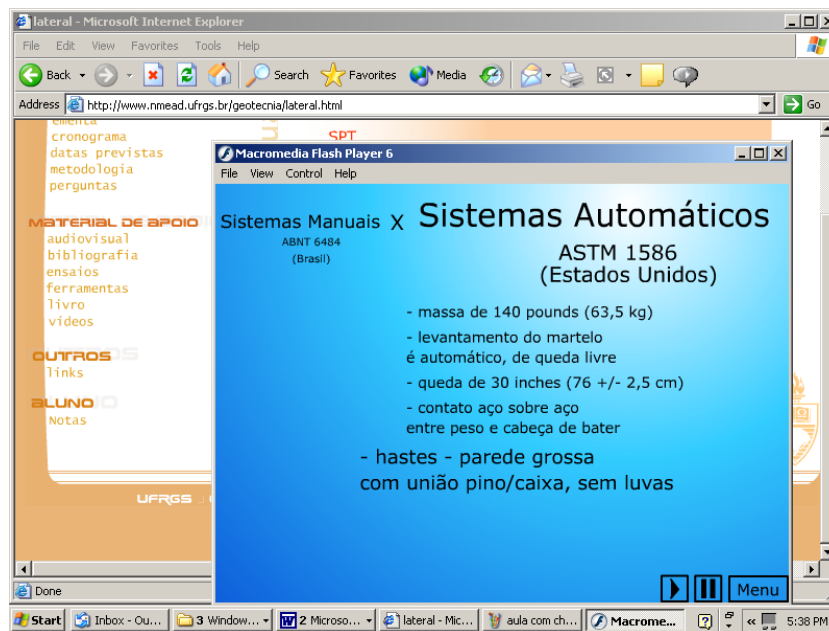 lateral - Microsoft Internet Explorer
File Edit View Favorites Tools Help
Back Search Favorites Media
Address http://www.nmead.ufrgs.br/geotecnia/lateral.html Go
ementa
cronograma
datas previstas
metodologia
perguntas
MATERIAL DE APOIO
audiovisual
bibliografia
ensaios
ferramentas
livro
vídeos
OUTROS
links
ALUNO
Notas
UFRGS
SPT
Macromedia Flash Player 6
File View Control Help
Sistemas Manuais X Sistemas Automáticos
ABNT 6484
(Brasil)
ASTM 1586
(Estados Unidos)
- massa de 140 pounds (63,5 kg)
- levantamento do martelo
é automático, de queda livre
- queda de 30 inches (76 +/- 2,5 cm)
- contato aço sobre aço
entre peso e cabeça de bater
- hastes - parede grossa
com união pino/caixa, sem luvas
Menu
Done
Start Inbox - Ou... 3 Window... 2 Microso... lateral - Mic... aula com ch... Macrome... « 5:38 PM